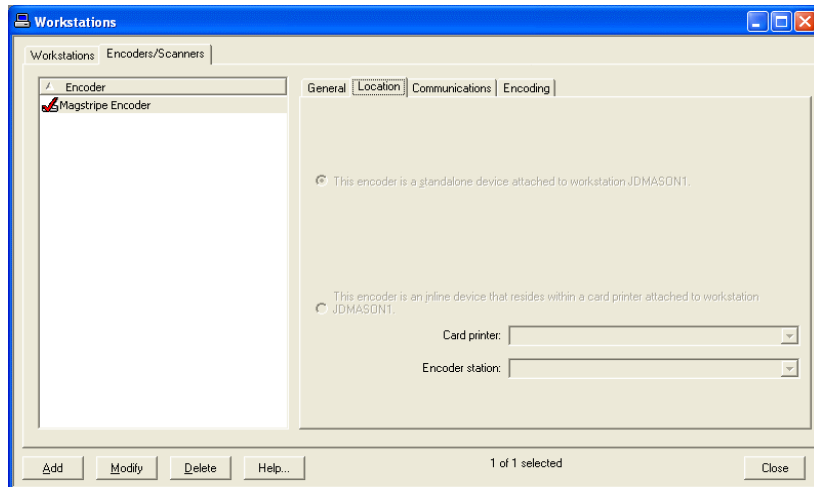 Workstations
Workstations Encoders/Scanners
Encoder
Magstripe Encoder
General Location Communications Encoding
This encoder is a standalone device attached to workstation JDMASON1.
This encoder is an inline device that resides within a card printer attached to workstation
JDMASON1.
Card printer:
Encoder station:
Add Modify Delete Help... 1 of 1 selected Close